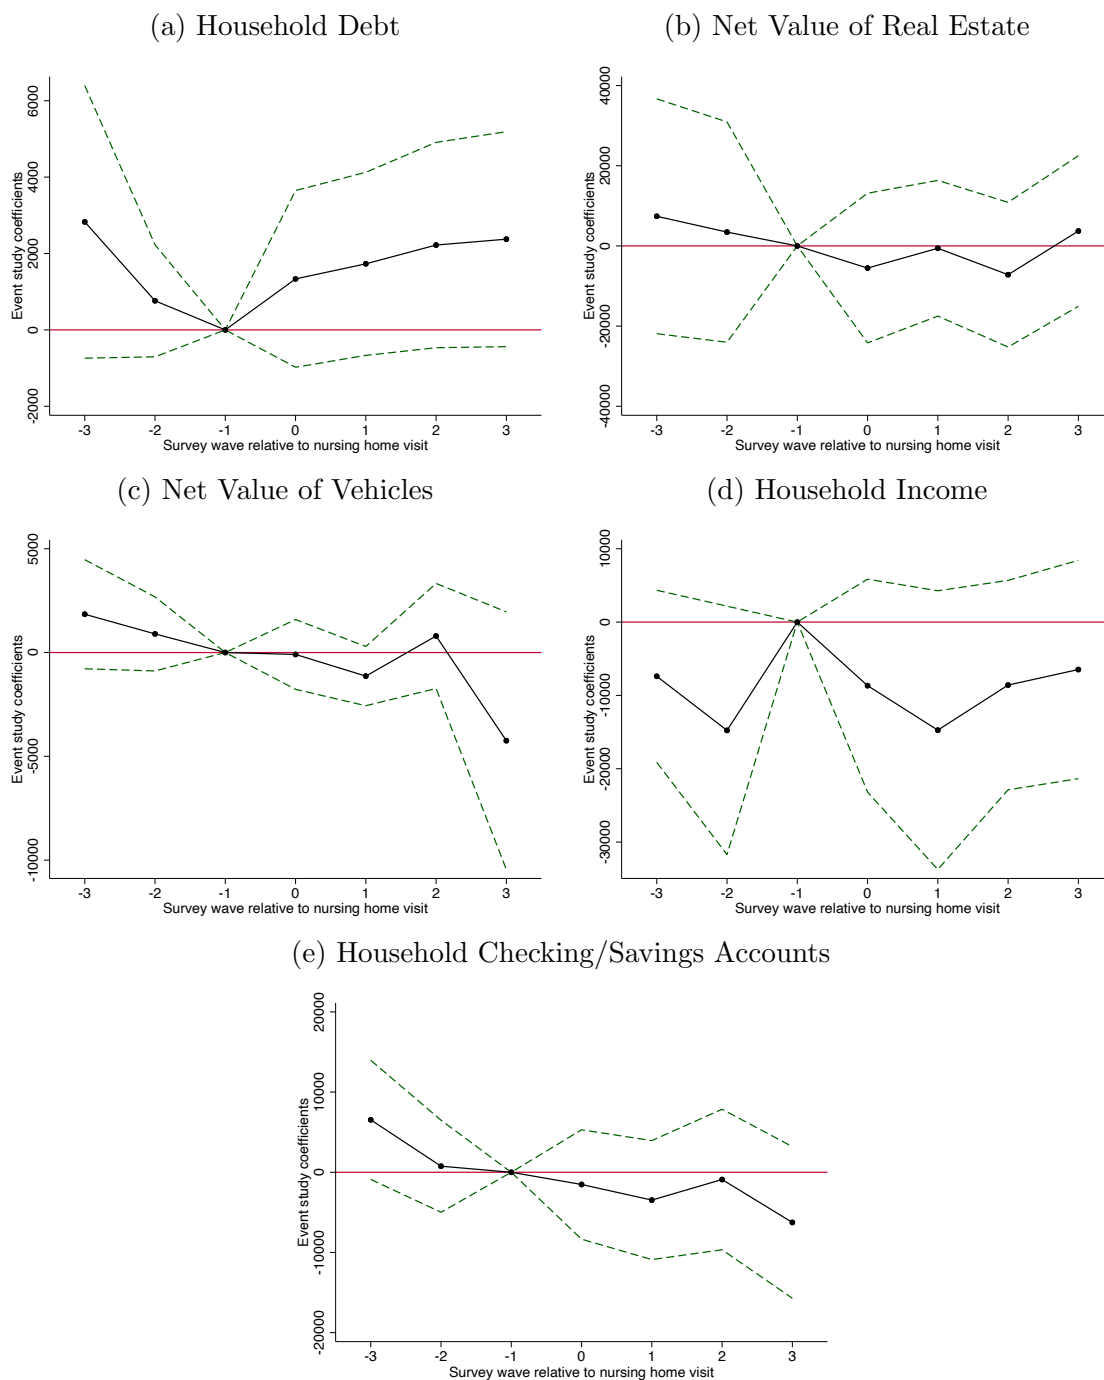 (a) Household Debt
Event study coefficients
6000
4000
2000
0
-2000
-3 -2 -1 0 1 2 3
Survey wave relative to nursing home visit
(b) Net Value of Real Estate
Event study coefficients
40000
20000
0
-20000
-40000
-3 -2 -1 0 1 2 3
Survey wave relative to nursing home visit
(c) Net Value of Vehicles
Event study coefficients
5000
0
-5000
-10000
-3 -2 -1 0 1 2 3
Survey wave relative to nursing home visit
(d) Household Income
Event study coefficients
10000
0
-10000
-20000
-30000
-3 -2 -1 0 1 2 3
Survey wave relative to nursing home visit
(e) Household Checking/Savings Accounts
Event study coefficients
20000
10000
0
-10000
-20000
-3 -2 -1 0 1 2 3
Survey wave relative to nursing home visit